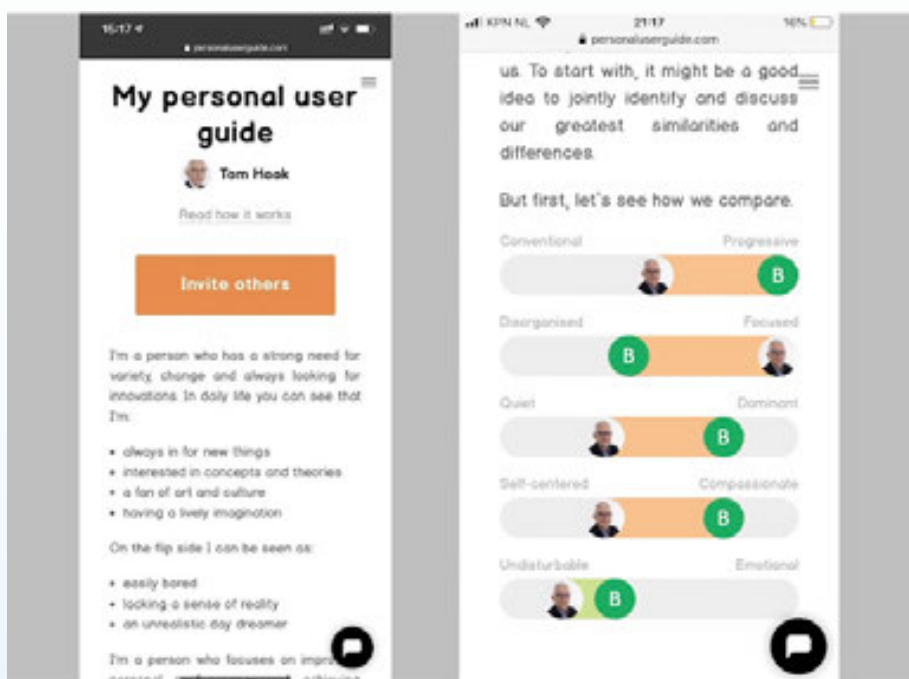 15:17
personaluserguide.com
My personal user
guide
Tom Haak
Read how it works
Invite others
I'm a person who has a strong need for
variety, change and always looking for
innovations. In daily life you can see that
I'm:
• always in for new things
• interested in concepts and theories
• a fan of art and culture
• having a lively imagination
On the flip side I can be seen as:
• easily bored
• lacking a sense of reality
• an unrealistic day dreamer
I'm a person who focuses on
personal achieving
KPN NL 21:17 16%
personaluserguide.com
us. To start with, it might be a good
idea to jointly identify and discuss
our greatest similarities and
differences.
But first, let's see how we compare.
Conventional Progressive
B
Disorganised Focused
B
Quiet Dominant
B
Self-centered Compassionate
B
Undisturbable Emotional
B